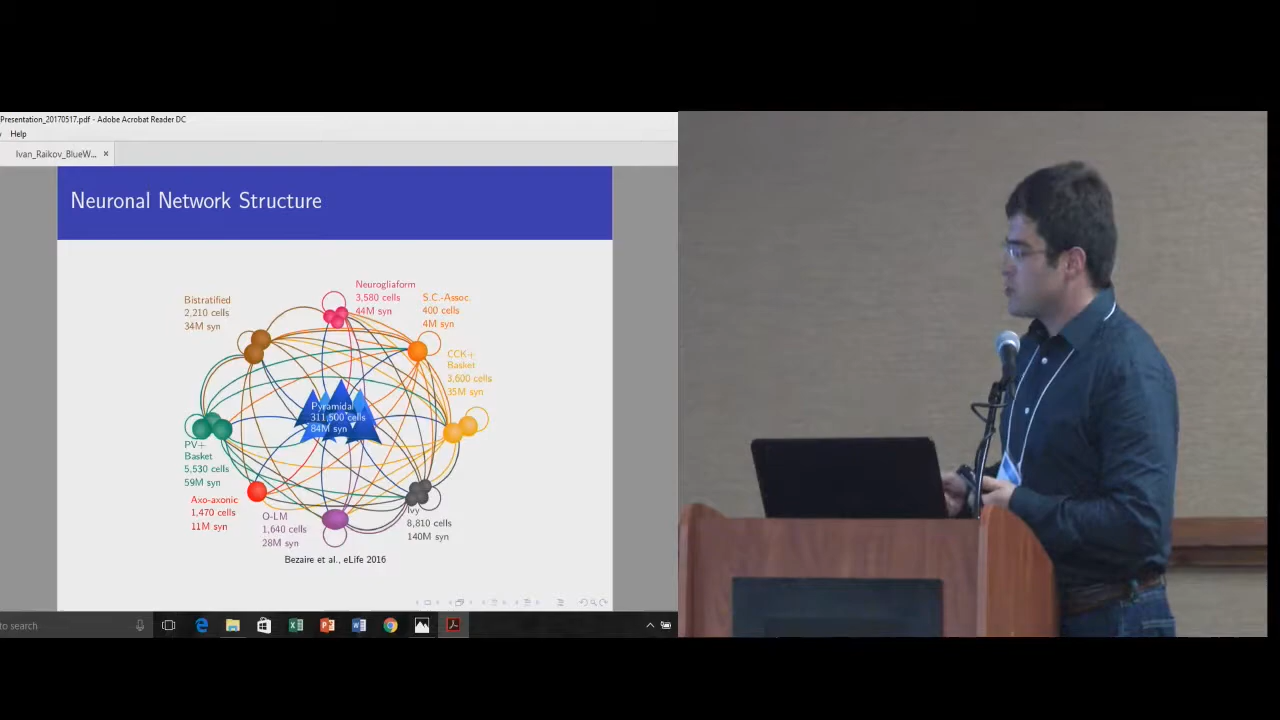 Presentation_20170517.pdf - Adobe Acrobat Reader DC
Help
Ivan_Raikov_BlueW... ×
Neuronal Network Structure
Neurogliaform
3,580 cells
44M syn
S.C.-Assoc.
400 cells
4M syn
Bistratified
2,210 cells
34M syn
CCK+
Basket
3,600 cells
35M syn
Pyramidal
311,500 cells
84M syn
PV+
Basket
5,530 cells
59M syn
Axo-axonic
1,470 cells
11M syn
O-LM
1,640 cells
28M syn
Ivy
8,810 cells
140M syn
Bezaire et al., eLife 2016
to search